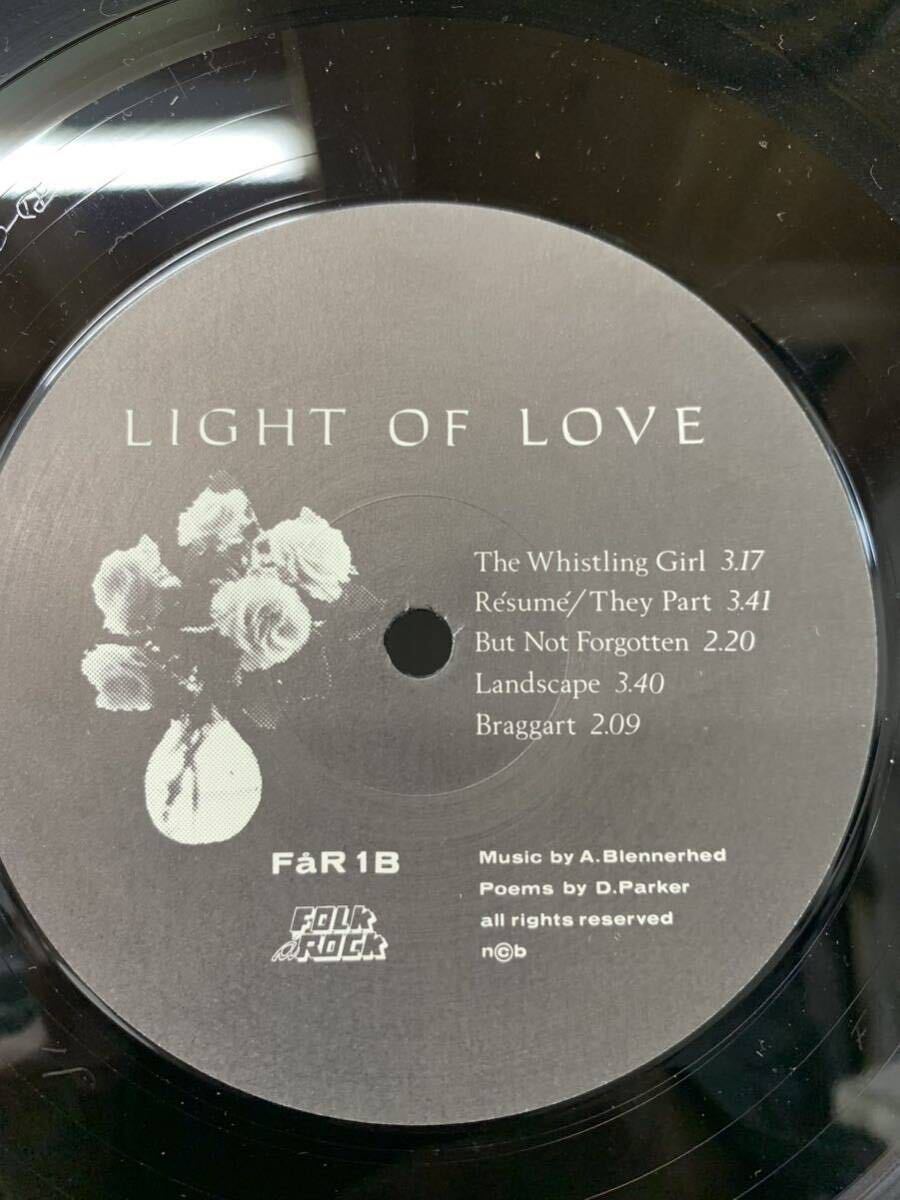 LIGHT OF LOVE
The Whistling Girl 3.17
Résumé/They Part 3.41
But Not Forgotten 2.20
Landscape 3.40
Braggart 2.09
FåR 1B
FOLK
å ROCK
Music by A. Blennerhed
Poems by D. Parker
all rights reserved
n©b